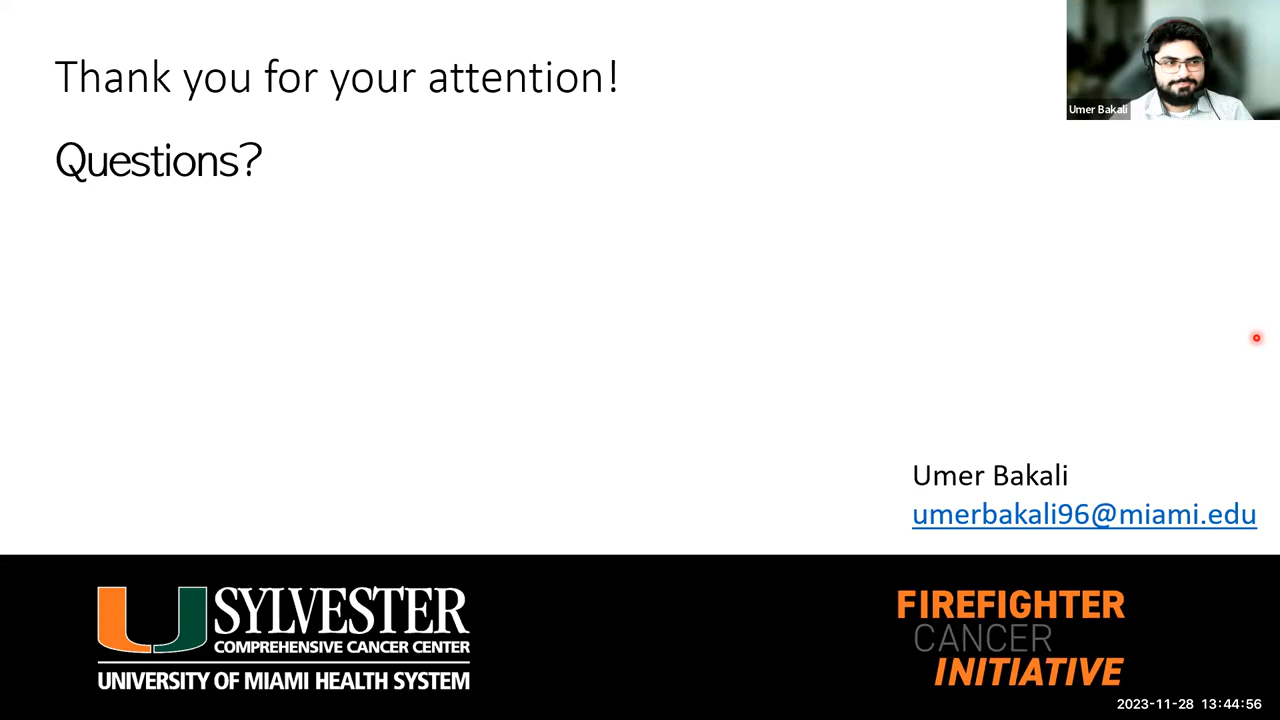 Thank you for your attention!
Questions?
Umer Bakali
Umer Bakali
umerbakali96@miami.edu
SYLVESTER
COMPREHENSIVE CANCER CENTER
UNIVERSITY OF MIAMI HEALTH SYSTEM
FIREFIGHTER
CANCER
INITIATIVE
2023-11-28 13:44:56